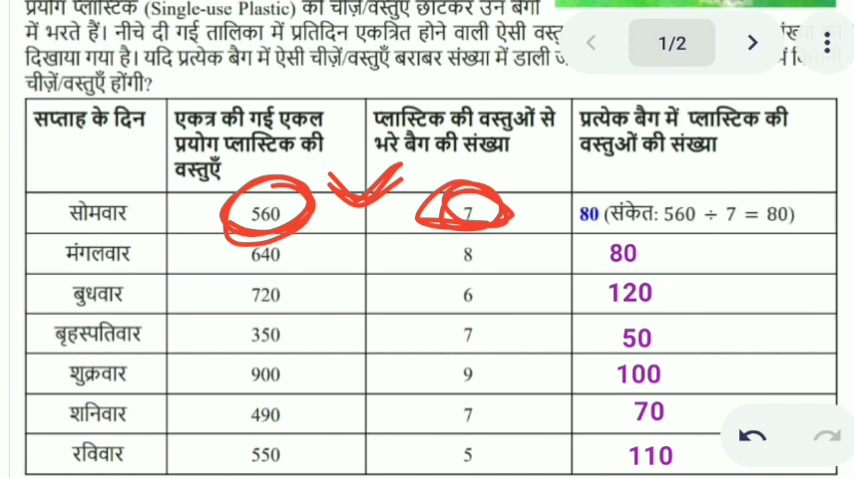 प्रयोग प्लास्टिक (Single-use Plastic) की चीज़ें/वस्तुएँ छाँटकर उन बैगों
में भरते हैं। नीचे दी गई तालिका में प्रतिदिन एकत्रित होने वाली ऐसी
दिखाया गया है। यदि प्रत्येक बैग में ऐसी चीज़ें/वस्तुएँ बराबर संख्या में डाली
चीज़ें/वस्तुएँ होंगी?
1/2
सप्ताह के दिन एकत्र की गई एकल प्रयोग प्लास्टिक की वस्तुएँ प्लास्टिक की वस्तुओं से भरे बैग की संख्या प्रत्येक बैग में प्लास्टिक की वस्तुओं की संख्या
सोमवार 560 7 80 (संकेत: 560 ÷ 7 = 80)
मंगलवार 640 8 80
बुधवार 720 6 120
बृहस्पतिवार 350 7 50
शुक्रवार 900 9 100
शनिवार 490 7 70
रविवार 550 5 110